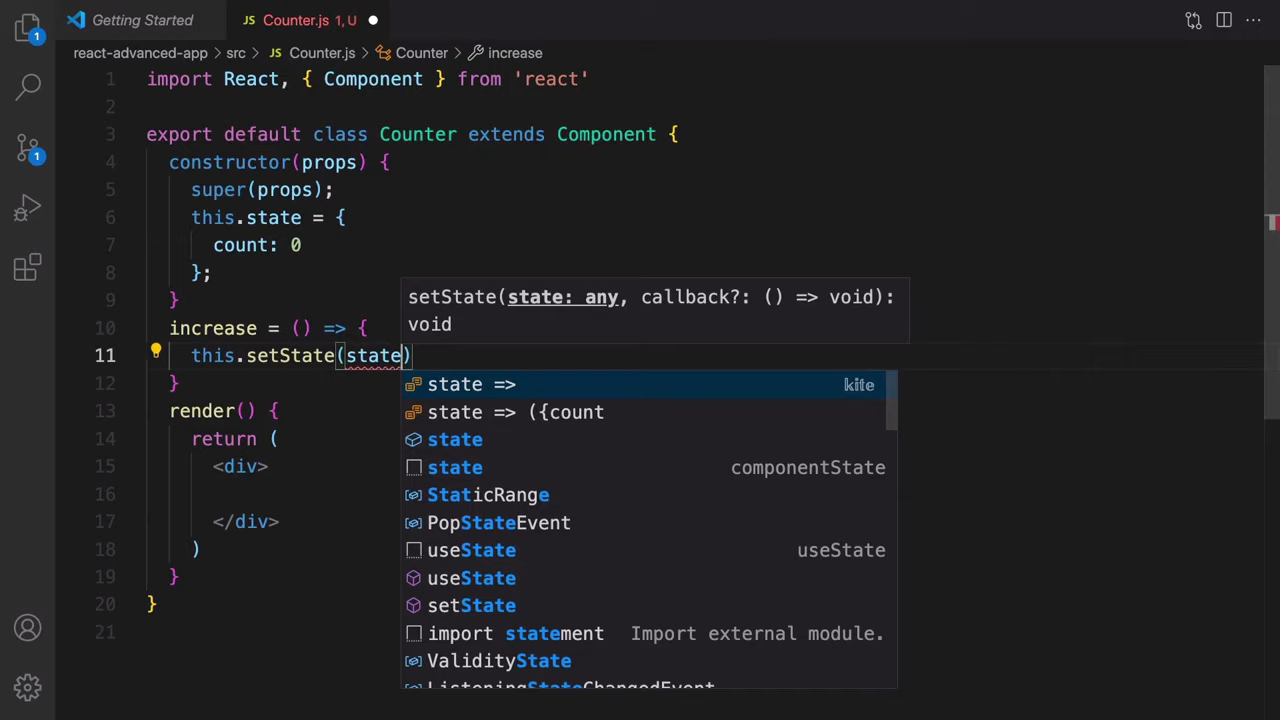 Getting Started JS Counter.js 1, U
react-advanced-app > src > JS Counter.js > Counter > increase
1
1
1 import React, { Component } from 'react'
2
3 export default class Counter extends Component {
4 constructor(props) {
5 super(props);
6 this.state = {
7 count: 0
8 };
9 }
10 increase = () => {
11 this.setState(state)
12 }
13 render() {
14 return (
15 <div>
16
17 </div>
18 )
19 }
20 }
21
setState(state: any, callback?: () => void):
void
state => kite
state => ({count
state
state componentState
StaticRange
PopStateEvent
useState useState
useState
setState
import statement Import external module.
ValidityState
ListeningStateChangedEvent